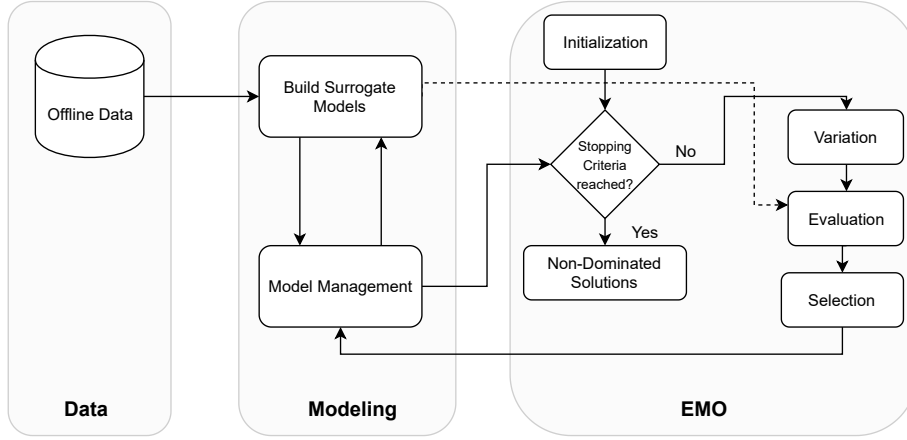 Offline Data
Build Surrogate
Models
Model Management
Initialization
Stopping
Criteria
reached?
No
Yes
Non-Dominated
Solutions
Variation
Evaluation
Selection
Data
Modeling
EMO